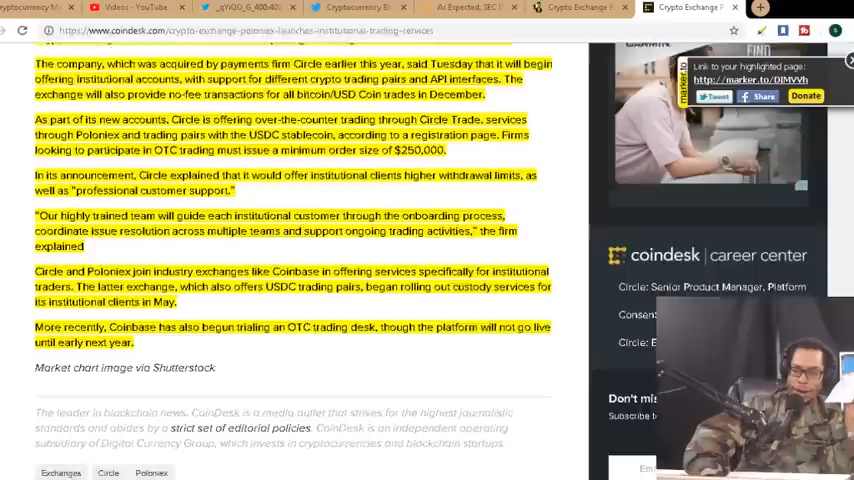 Videos - YouTube
_qYiQO_G_400x40
Cryptocurrency Bl
As Expected, SEC D
Cryptocurrency E
Crypto Exchange P
https://www.coindesk.com/crypto-exchange-poloniex-launches-institutional-trading-services
The company, which was acquired by payments firm Circle earlier this year, said Tuesday that it will begin
offering institutional accounts, with support for different crypto trading pairs and API interfaces. The
exchange will also provide no-fee transactions for all bitcoin/USD Coin trades in December.
As part of its new accounts, Circle is offering over-the-counter trading through Circle Trade, services
through Poloniex and trading pairs with the USDC stablecoin, according to a registration page. Firms
looking to participate in OTC trading must issue a minimum order size of $250,000.
In its announcement, Circle explained that it would offer institutional clients higher withdrawal limits, as
well as "professional customer support."
"Our highly trained team will guide each institutional customer through the onboarding process,
coordinate issue resolution across multiple teams and support ongoing trading activities," the firm
explained
Circle and Poloniex join industry exchanges like Coinbase in offering services specifically for institutional
traders. The latter exchange, which also offers USDC trading pairs, began rolling out custody services for
its institutional clients in May.
More recently, Coinbase has also begun trialing an OTC trading desk, though the platform will not go live
until early next year.
Market chart image via Shutterstock
The leader in blockchain news. CoinDesk is a media outlet that strives for the highest journalistic
standards and abides by a strict set of editorial policies. CoinDesk is an independent operating
subsidiary of Digital Currency Group, which invests in cryptocurrencies and blockchain startups.
Exchanges
Circle
Poloniex
GARMIN.
FIND
marker.to
Link to your highlighted page:
http://marker.to/DIMVVh
Tweet
Share
Donate
coindesk | career center
Circle: Senior Product Manager, Platform
Consen
Circle: E
Don't mis
Subscribe to
Em